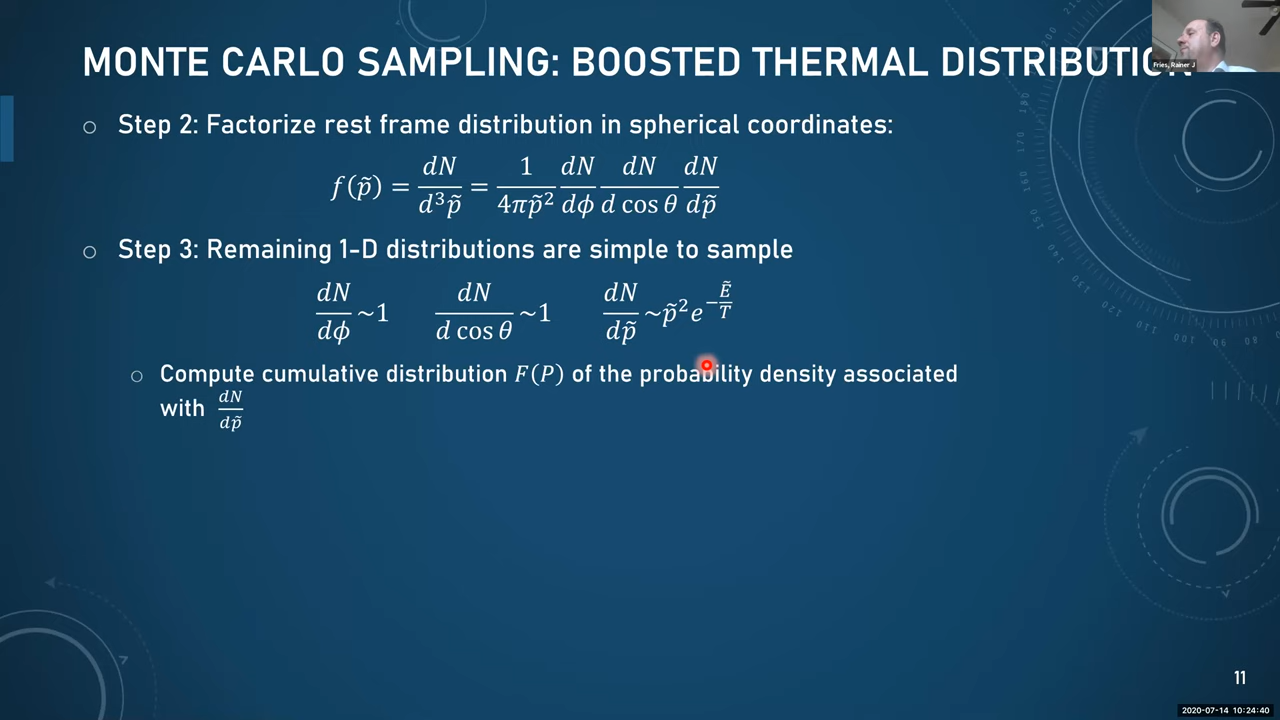 MONTE CARLO SAMPLING: BOOSTED THERMAL DISTRIBUTION
Fries, Rainer J
○ Step 2: Factorize rest frame distribution in spherical coordinates:
f(p̃) = dN/d³p̃ = 1/4πp̃² dN/dϕ dN/d cos θ dN/dp̃
○ Step 3: Remaining 1-D distributions are simple to sample
dN/dϕ ~1 dN/d cos θ ~1 dN/dp̃ ~p̃²e^(−Ẽ/T)
○ Compute cumulative distribution F(P) of the probability density associated
with dN/dp̃
11
2020-07-14 10:24:40